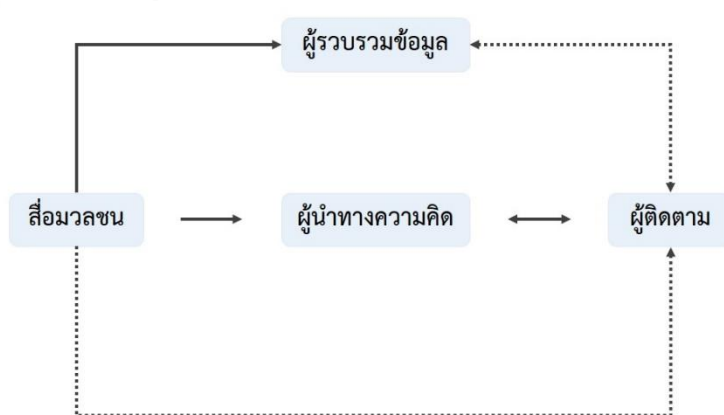 ผู้รวบรวมข้อมูล
สื่อมวลชน
ผู้นำทางความคิด
ผู้ติดตาม